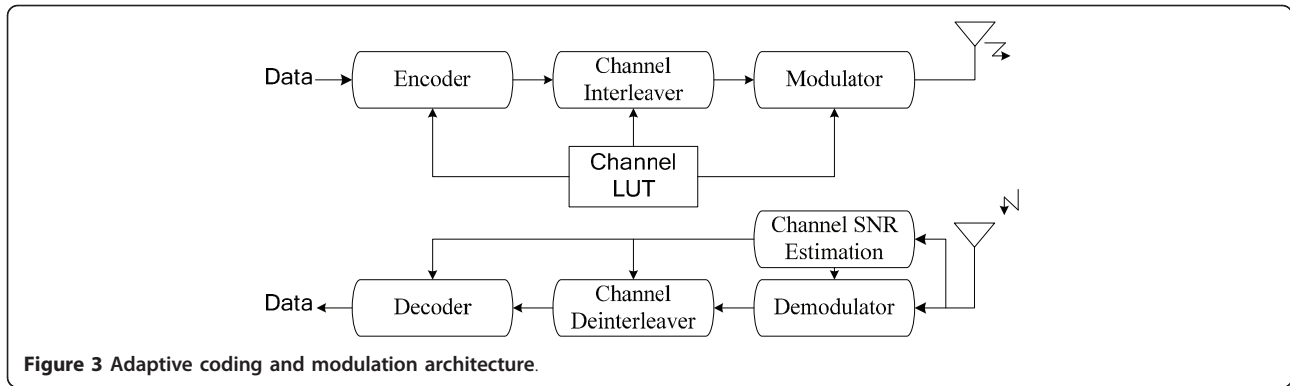 Data
Encoder
Channel
Interleaver
Modulator
Channel
LUT
Channel SNR
Estimation
Data
Decoder
Channel
Deinterleaver
Demodulator
Figure 3 Adaptive coding and modulation architecture.